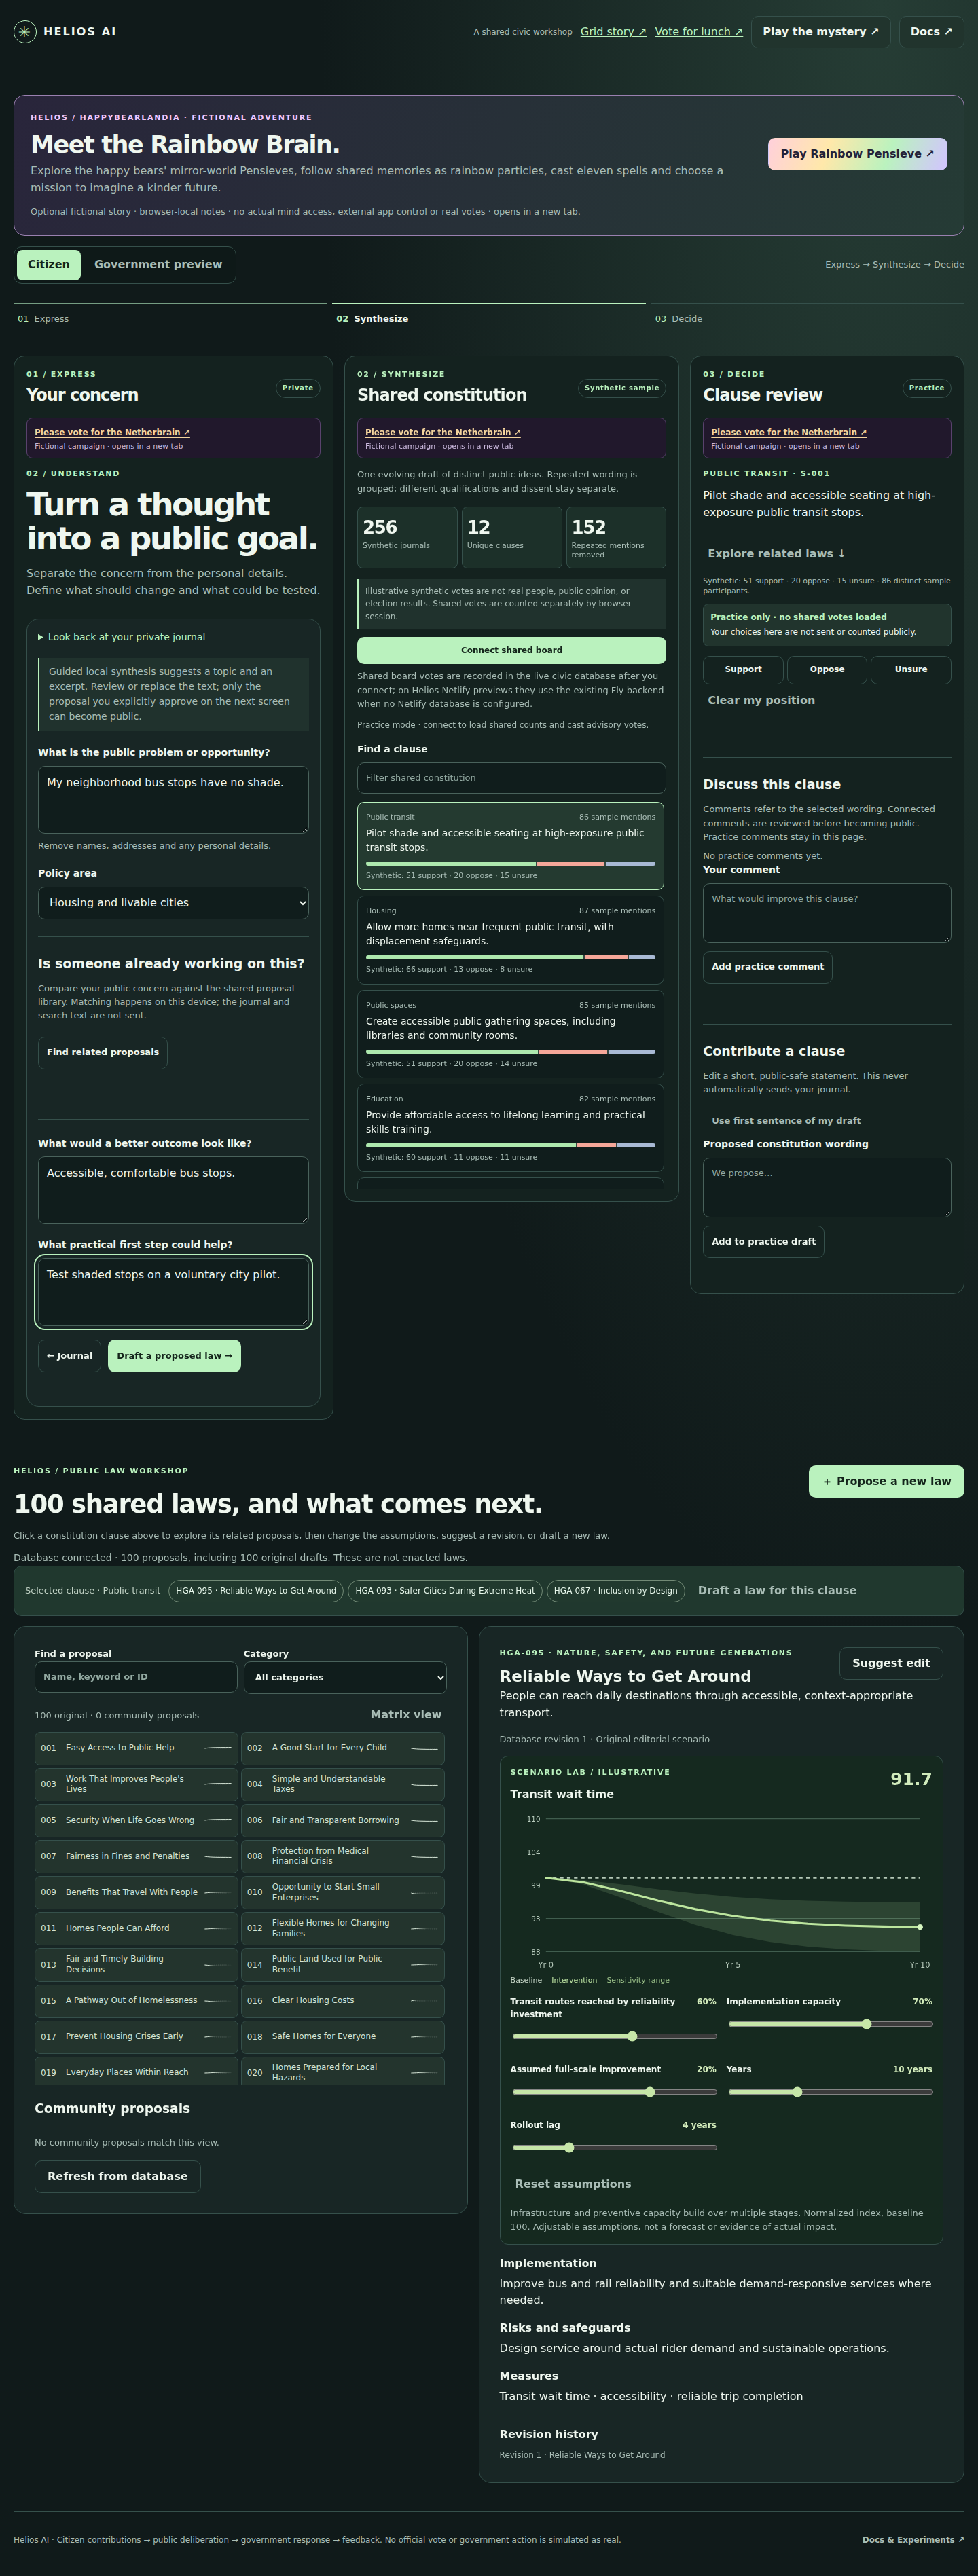 HELIOS AI
A shared civic workshop
Grid story ↗
Vote for lunch ↗
Play the mystery ↗
Docs ↗
HELIOS / HAPPYBEARLANDIA · FICTIONAL ADVENTURE
Meet the Rainbow Brain.
Explore the happy bears' mirror-world Pensieves, follow shared memories as rainbow particles, cast eleven spells and choose a
mission to imagine a kinder future.
Optional fictional story · browser-local notes · no actual mind access, external app control or real votes · opens in a new tab.
Play Rainbow Pensieve ↗
Citizen
Government preview
Express → Synthesize → Decide
01 Express
02 Synthesize
03 Decide
01 / EXPRESS
Your concern
Private
Please vote for the Netherbrain ↗
Fictional campaign · opens in a new tab
02 / UNDERSTAND
Turn a thought
into a public goal.
Separate the concern from the personal details.
Define what should change and what could be tested.
▶ Look back at your private journal
Guided local synthesis suggests a topic and an
excerpt. Review or replace the text; only the
proposal you explicitly approve on the next screen
can become public.
What is the public problem or opportunity?
My neighborhood bus stops have no shade.
Remove names, addresses and any personal details.
Policy area
Housing and livable cities
Is someone already working on this?
Compare your public concern against the shared proposal
library. Matching happens on this device; the journal and
search text are not sent.
Find related proposals
What would a better outcome look like?
Accessible, comfortable bus stops.
What practical first step could help?
Test shaded stops on a voluntary city pilot.
← Journal
Draft a proposed law →
02 / SYNTHESIZE
Shared constitution
Synthetic sample
Please vote for the Netherbrain ↗
Fictional campaign · opens in a new tab
One evolving draft of distinct public ideas. Repeated wording is
grouped; different qualifications and dissent stay separate.
256
Synthetic journals
12
Unique clauses
152
Repeated mentions
removed
Illustrative synthetic votes are not real people, public opinion, or
election results. Shared votes are counted separately by browser
session.
Connect shared board
Shared board votes are recorded in the live civic database after you
connect; on Helios Netlify previews they use the existing Fly backend
when no Netlify database is configured.
Practice mode · connect to load shared counts and cast advisory votes.
Find a clause
Filter shared constitution
Public transit
86 sample mentions
Pilot shade and accessible seating at high-exposure public
transit stops.
Synthetic: 51 support · 20 oppose · 15 unsure
Housing
87 sample mentions
Allow more homes near frequent public transit, with
displacement safeguards.
Synthetic: 66 support · 13 oppose · 8 unsure
Public spaces
85 sample mentions
Create accessible public gathering spaces, including
libraries and community rooms.
Synthetic: 51 support · 20 oppose · 14 unsure
Education
82 sample mentions
Provide affordable access to lifelong learning and practical
skills training.
Synthetic: 60 support · 11 oppose · 11 unsure
03 / DECIDE
Clause review
Practice
Please vote for the Netherbrain ↗
Fictional campaign · opens in a new tab
PUBLIC TRANSIT · S-001
Pilot shade and accessible seating at high-
exposure public transit stops.
Explore related laws ↓
Synthetic: 51 support · 20 oppose · 15 unsure · 86 distinct sample
participants.
Practice only · no shared votes loaded
Your choices here are not sent or counted publicly.
Support
Oppose
Unsure
Clear my position
Discuss this clause
Comments refer to the selected wording. Connected
comments are reviewed before becoming public.
Practice comments stay in this page.
No practice comments yet.
Your comment
What would improve this clause?
Add practice comment
Contribute a clause
Edit a short, public-safe statement. This never
automatically sends your journal.
Use first sentence of my draft
Proposed constitution wording
We propose...
Add to practice draft
HELIOS / PUBLIC LAW WORKSHOP
100 shared laws, and what comes next.
+ Propose a new law
Click a constitution clause above to explore its related proposals, then change the assumptions, suggest a revision, or draft a new law.
Database connected · 100 proposals, including 100 original drafts. These are not enacted laws.
Selected clause · Public transit
HGA-095 · Reliable Ways to Get Around
HGA-093 · Safer Cities During Extreme Heat
HGA-067 · Inclusion by Design
Draft a law for this clause
Find a proposal
Category
Name, keyword or ID
All categories
100 original · 0 community proposals
Matrix view
001 Easy Access to Public Help
002 A Good Start for Every Child
003 Work That Improves People's
Lives
004 Simple and Understandable
Taxes
005 Security When Life Goes Wrong
006 Fair and Transparent Borrowing
007 Fairness in Fines and Penalties
008 Protection from Medical
Financial Crisis
009 Benefits That Travel With People
010 Opportunity to Start Small
Enterprises
011 Homes People Can Afford
012 Flexible Homes for Changing
Families
013 Fair and Timely Building
Decisions
014 Public Land Used for Public
Benefit
015 A Pathway Out of Homelessness
016 Clear Housing Costs
017 Prevent Housing Crises Early
018 Safe Homes for Everyone
019 Everyday Places Within Reach
020 Homes Prepared for Local
Hazards
Community proposals
No community proposals match this view.
Refresh from database
HGA-095 · NATURE, SAFETY, AND FUTURE GENERATIONS
Reliable Ways to Get Around
Suggest edit
People can reach daily destinations through accessible, context-appropriate
transport.
Database revision 1 · Original editorial scenario
SCENARIO LAB / ILLUSTRATIVE
Transit wait time
91.7
110
104
99
93
88
Yr 0
Yr 5
Yr 10
Baseline
Intervention
Sensitivity range
Transit routes reached by reliability
investment
60%
Implementation capacity
70%
Assumed full-scale improvement
20%
Years
10 years
Rollout lag
4 years
Reset assumptions
Infrastructure and preventive capacity build over multiple stages. Normalized index, baseline
100. Adjustable assumptions, not a forecast or evidence of actual impact.
Implementation
Improve bus and rail reliability and suitable demand-responsive services where
needed.
Risks and safeguards
Design service around actual rider demand and sustainable operations.
Measures
Transit wait time · accessibility · reliable trip completion
Revision history
Revision 1 · Reliable Ways to Get Around
Helios AI · Citizen contributions → public deliberation → government response → feedback. No official vote or government action is simulated as real.
Docs & Experiments ↗